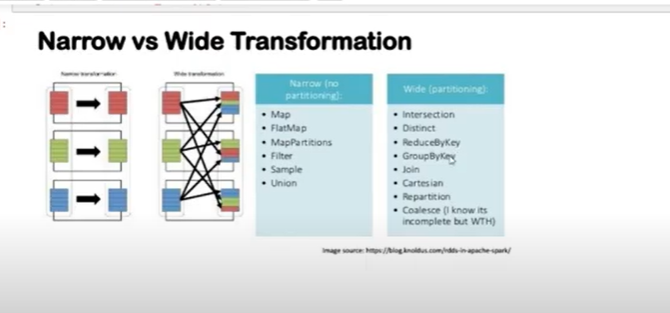 Narrow vs Wide Transformation
Narrow transformation
Wide transformation
Narrow (no
partitioning):
• Map
• FlatMap
• MapPartitions
• Filter
• Sample
• Union
Wide (partitioning):
• Intersection
• Distinct
• ReduceByKey
• GroupByKey
• Join
• Cartesian
• Repartition
• Coalesce (I know its
incomplete but WTH)
Image source: https://blog.knoldus.com/rdds-in-apache-spark/